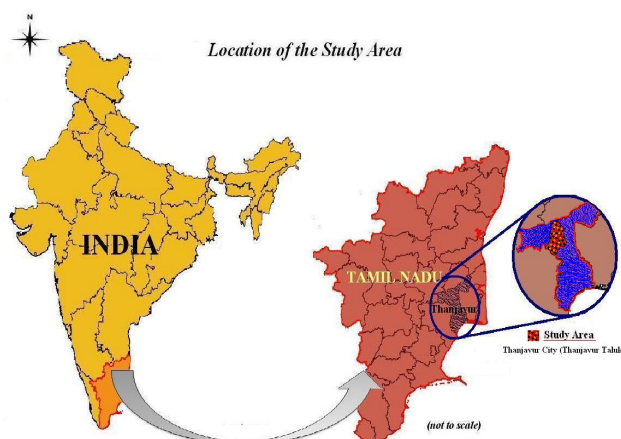 N
Location of the Study Area
INDIA
TAMIL NADU
Thanjavur
Study Area
Thanjavur City (Thanjavur Taluk
(not to scale)